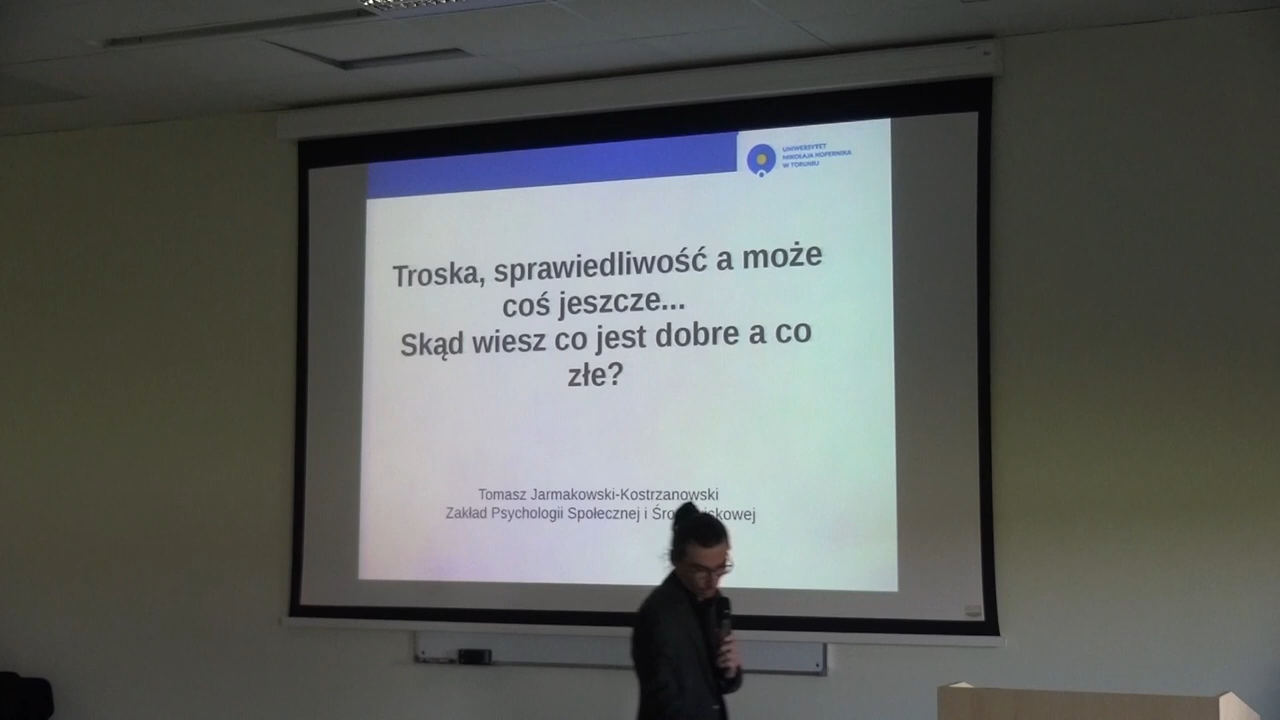 UNIWERSYTET
MIKOŁAJA KOPERNIKA
W TORUNIU
Troska, sprawiedliwość a może
coś jeszcze...
Skąd wiesz co jest dobre a co
złe?
Tomasz Jarmakowski-Kostrzanowski
Zakład Psychologii Społecznej i